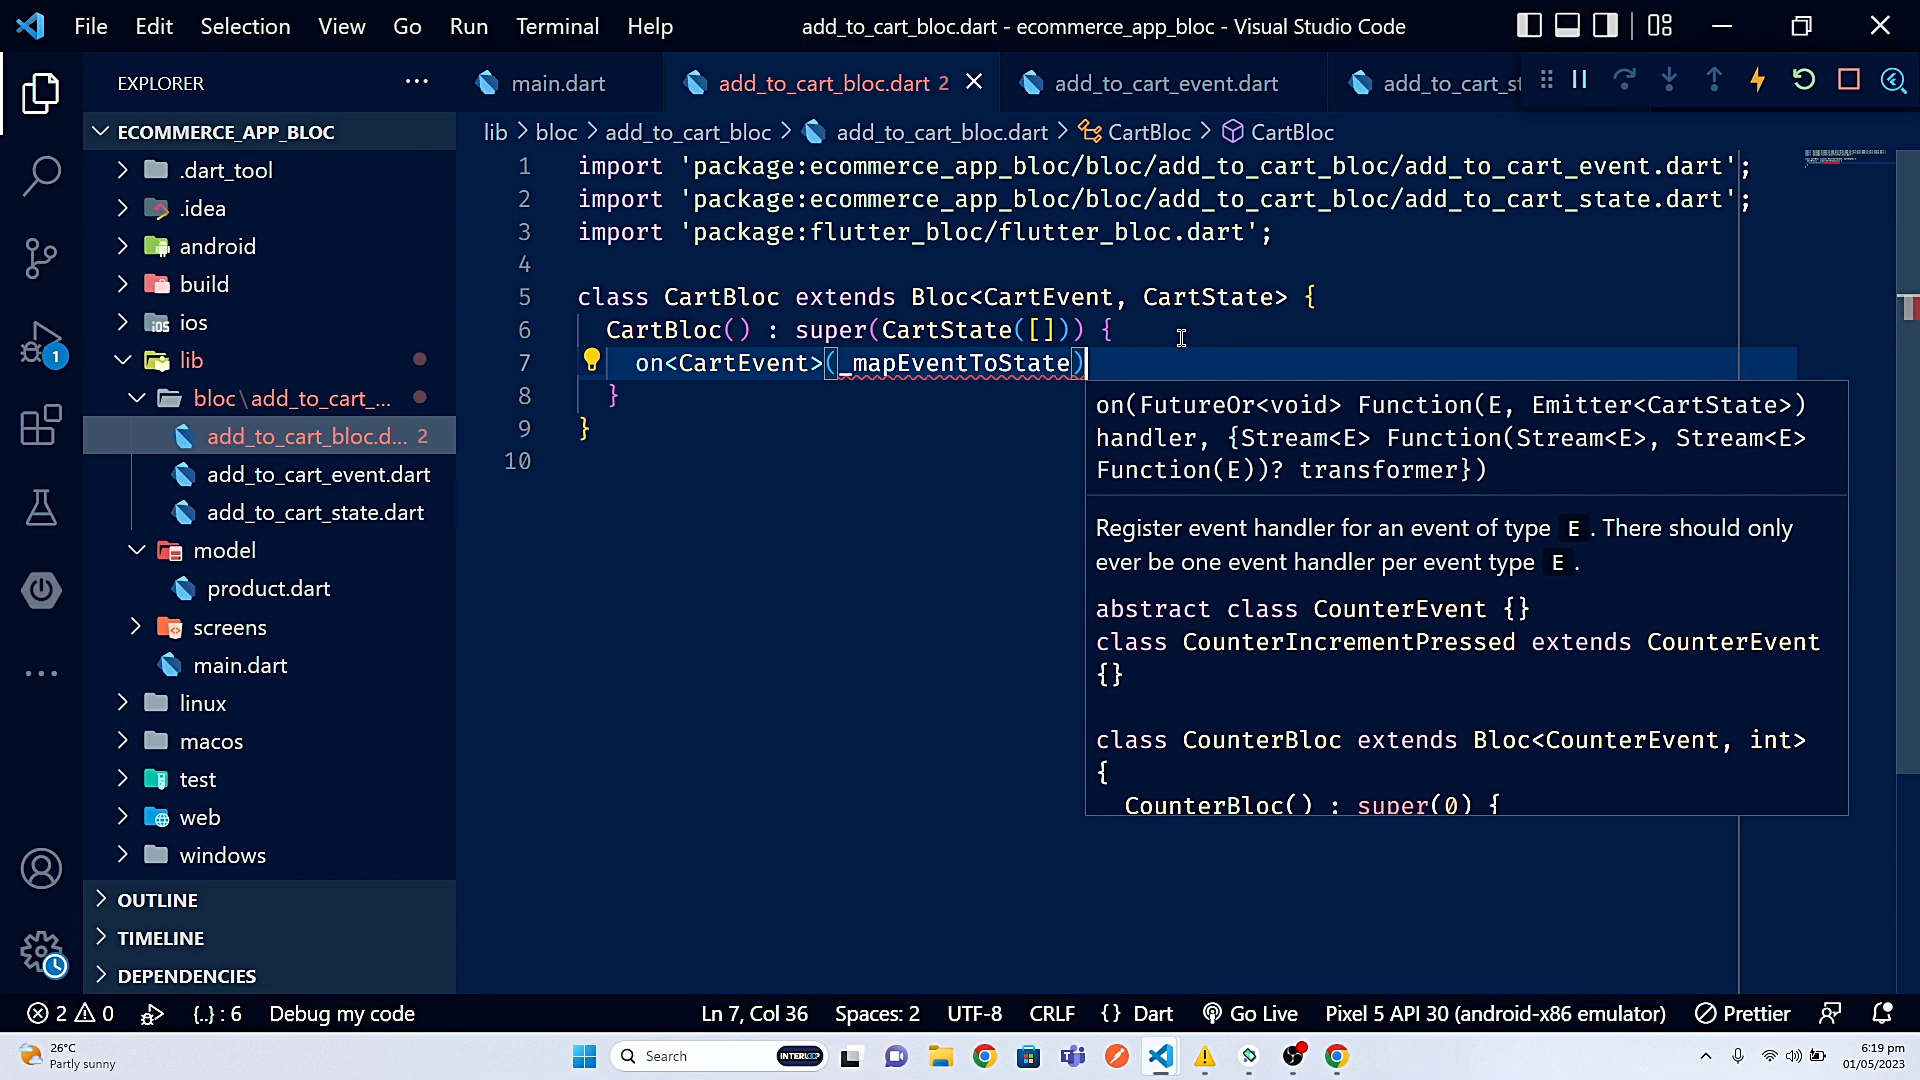 File Edit Selection View Go Run Terminal Help
add_to_cart_bloc.dart - ecommerce_app_bloc - Visual Studio Code
EXPLORER ...
main.dart
add_to_cart_bloc.dart 2
add_to_cart_event.dart
add_to_cart_st
ECOMMERCE_APP_BLOC
.dart_tool
.idea
android
build
ios
lib
bloc\add_to_cart_...
add_to_cart_bloc.d... 2
add_to_cart_event.dart
add_to_cart_state.dart
model
product.dart
screens
main.dart
linux
macos
test
web
windows
OUTLINE
TIMELINE
DEPENDENCIES
1
lib > bloc > add_to_cart_bloc > add_to_cart_bloc.dart > CartBloc > CartBloc
1 import 'package:ecommerce_app_bloc/bloc/add_to_cart_bloc/add_to_cart_event.dart';
2 import 'package:ecommerce_app_bloc/bloc/add_to_cart_bloc/add_to_cart_state.dart';
3 import 'package:flutter_bloc/flutter_bloc.dart';
4
5 class CartBloc extends Bloc<CartEvent, CartState> {
6 CartBloc() : super(CartState([])) {
7 on<CartEvent>(_mapEventToState)
8 }
9 }
10
on(FutureOr<void> Function(E, Emitter<CartState>)
handler, {Stream<E> Function(Stream<E>, Stream<E>
Function(E))? transformer})
Register event handler for an event of type E . There should only
ever be one event handler per event type E .
abstract class CounterEvent {}
class CounterIncrementPressed extends CounterEvent
{}
class CounterBloc extends Bloc<CounterEvent, int>
{
CounterBloc() : super(0) {
2 0 {..} : 6 Debug my code Ln 7, Col 36 Spaces: 2 UTF-8 CRLF {} Dart Go Live Pixel 5 API 30 (android-x86 emulator) Prettier
26°C
Partly sunny
Search
INTERLOOP
6:19 pm
01/05/2023